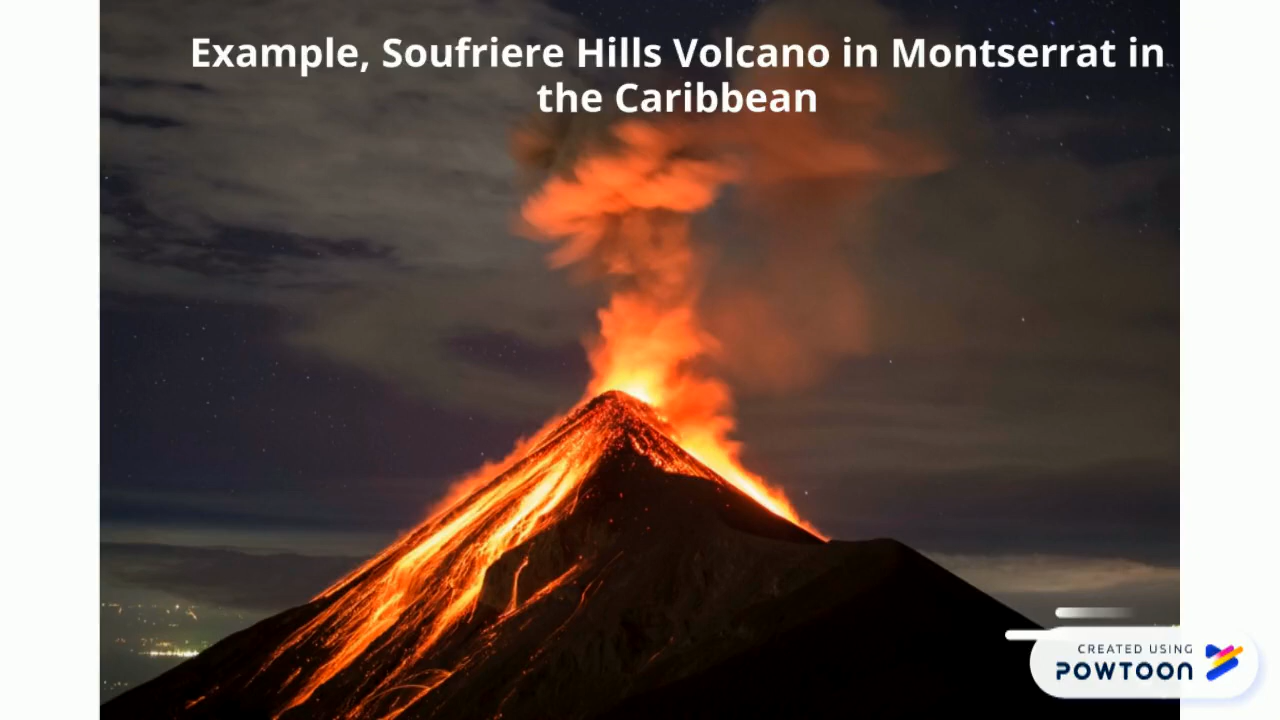 Example, Soufriere Hills Volcano in Montserrat in
the Caribbean
CREATED USING
POWTOON